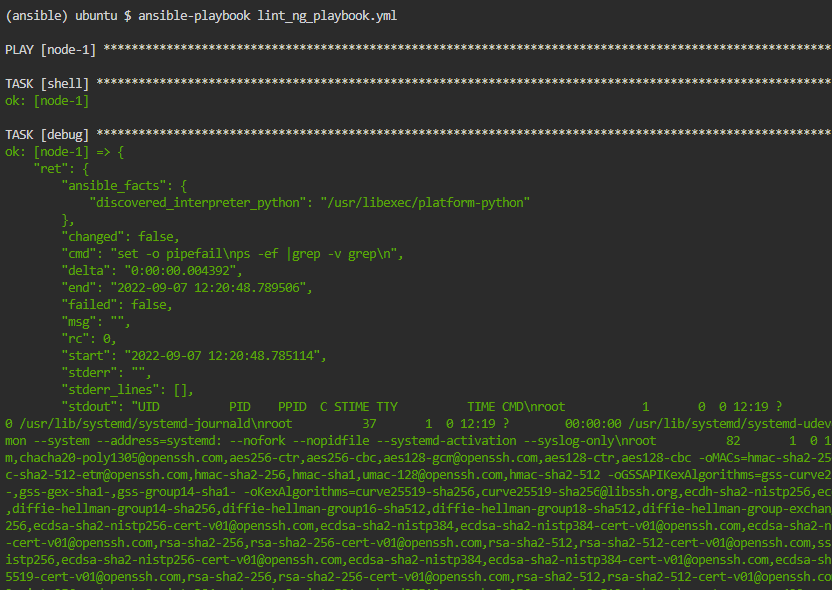 (ansible) ubuntu $ ansible-playbook lint_ng_playbook.yml
PLAY [node-1] ********************************************************************************************************
TASK [shell] *********************************************************************************************************
ok: [node-1]
TASK [debug] *********************************************************************************************************
ok: [node-1] => {
    "ret": {
        "ansible_facts": {
            "discovered_interpreter_python": "/usr/libexec/platform-python"
        },
        "changed": false,
        "cmd": "set -o pipefail\nps -ef |grep -v grep\n",
        "delta": "0:00:00.004392",
        "end": "2022-09-07 12:20:48.789506",
        "failed": false,
        "msg": "",
        "rc": 0,
        "start": "2022-09-07 12:20:48.785114",
        "stderr": "",
        "stderr_lines": [],
        "stdout": "UID          PID    PPID  C STIME TTY          TIME CMD\nroot           1       0  0 12:19 ?
0 /usr/lib/systemd/systemd-journald\nroot          37       1  0 12:19 ?        00:00:00 /usr/lib/systemd/systemd-udev
mon --system --address=systemd: --nofork --nopidfile --systemd-activation --syslog-only\nroot          82       1  0 1
m,chacha20-poly1305@openssh.com,aes256-ctr,aes256-cbc,aes128-gcm@openssh.com,aes128-ctr,aes128-cbc -oMACs=hmac-sha2-25
c-sha2-512-etm@openssh.com,hmac-sha2-256,hmac-sha1,umac-128@openssh.com,hmac-sha2-512 -oGSSAPIKexAlgorithms=gss-curve2
-,gss-gex-sha1-,gss-group14-sha1- -oKexAlgorithms=curve25519-sha256,curve25519-sha256@libssh.org,ecdh-sha2-nistp256,ec
,diffie-hellman-group14-sha256,diffie-hellman-group16-sha512,diffie-hellman-group18-sha512,diffie-hellman-group-exchan
256,ecdsa-sha2-nistp256-cert-v01@openssh.com,ecdsa-sha2-nistp384,ecdsa-sha2-nistp384-cert-v01@openssh.com,ecdsa-sha2-n
-cert-v01@openssh.com,rsa-sha2-256,rsa-sha2-256-cert-v01@openssh.com,rsa-sha2-512,rsa-sha2-512-cert-v01@openssh.com,ss
istp256,ecdsa-sha2-nistp256-cert-v01@openssh.com,ecdsa-sha2-nistp384,ecdsa-sha2-nistp384-cert-v01@openssh.com,ecdsa-sh
5519-cert-v01@openssh.com,rsa-sha2-256,rsa-sha2-256-cert-v01@openssh.com,rsa-sha2-512,rsa-sha2-512-cert-v01@openssh.co